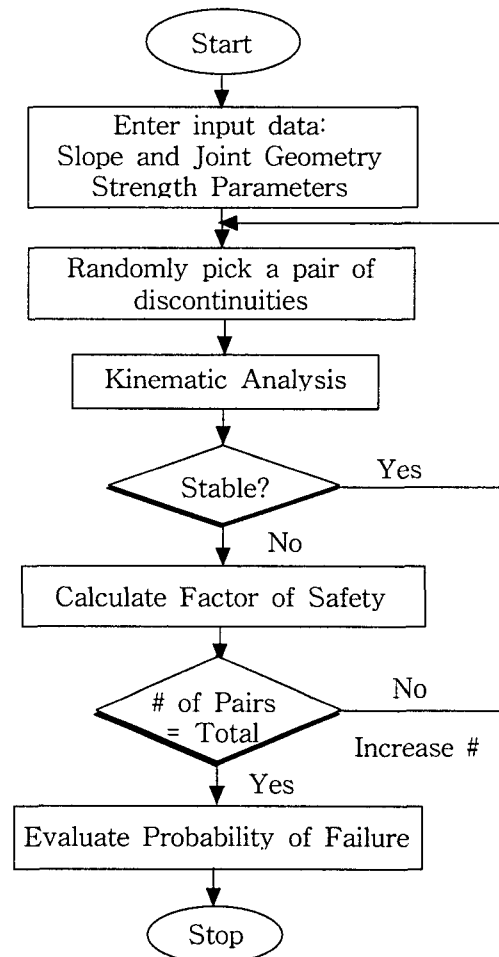 Start
Enter input data:
Slope and Joint Geometry
Strength Parameters
Randomly pick a pair of
discontinuities
Kinematic Analysis
Stable?
Yes
No
Calculate Factor of Safety
# of Pairs
= Total
No
Increase #
Yes
Evaluate Probability of Failure
Stop